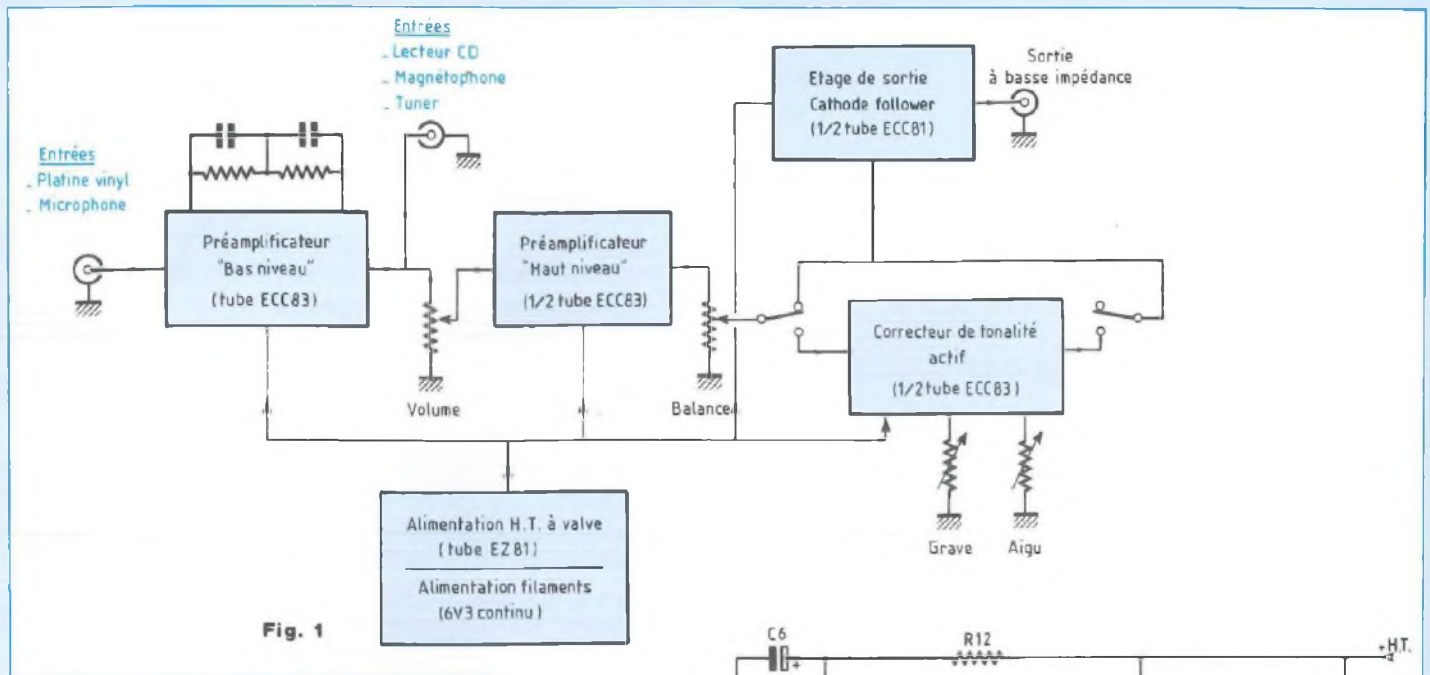 Entrées
_ Lecteur CD
_ Magnétophone
_ Tuner
Entrées
_ Platine vinyl
_ Microphone
Préamplificateur
"Bas niveau"
(tube ECC83)
Préamplificateur
"Haut niveau"
(1/2 tube ECC83)
Etage de sortie
Cathode follower
(1/2 tube ECC81)
Sortie
à basse impédance
Correcteur de tonalité
actif
(1/2 tube ECC83)
Volume
Balance
Grave
Aigu
Alimentation H.T. à valve
(tube EZ81)
Alimentation filaments
(6V3 continu)
Fig. 1
C6
+
R12
+H.T.